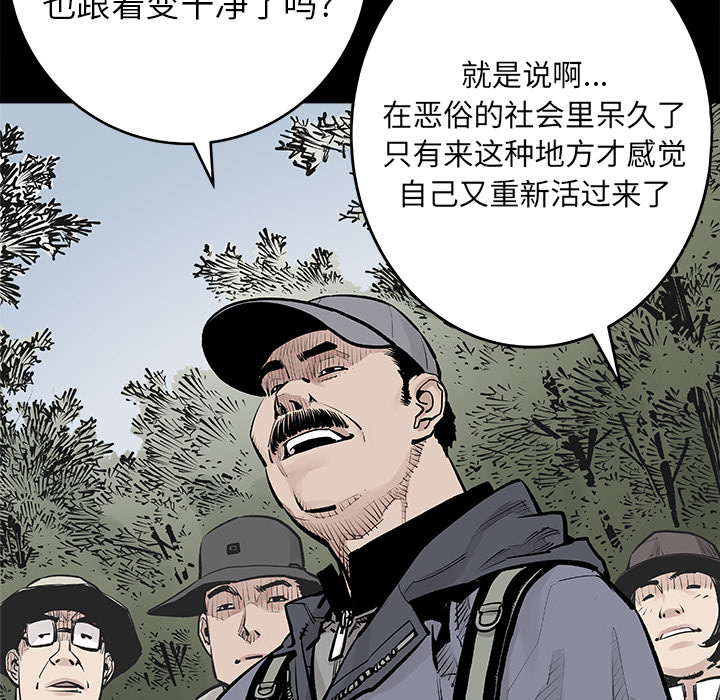 也跟着变干净了吗？
就是说啊...
在恶俗的社会里呆久了
只有来这种地方才感觉
自己又重新活过来了